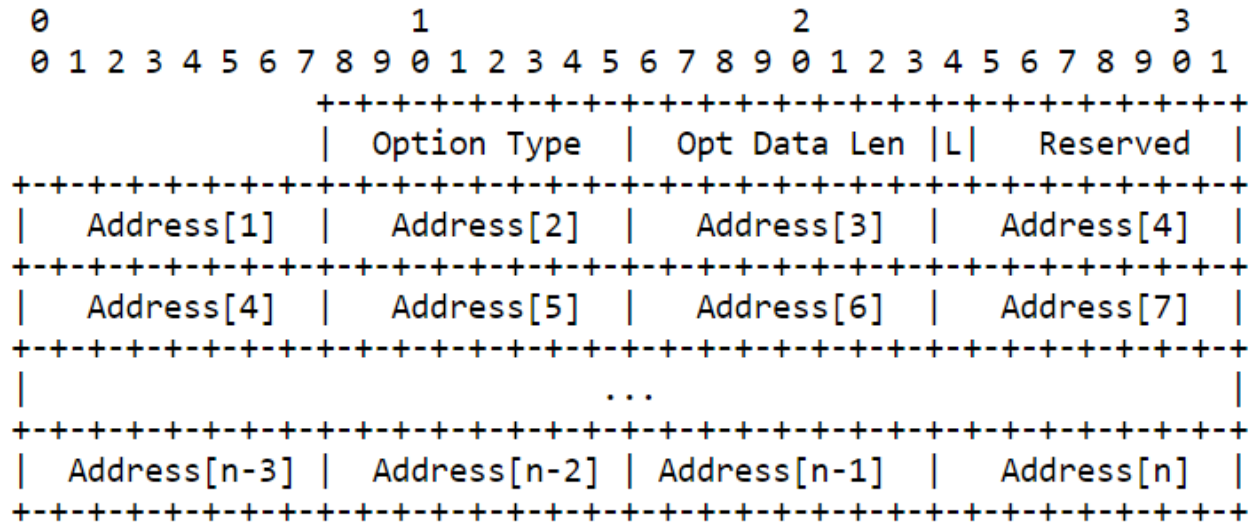 0                   1                   2                   3
0 1 2 3 4 5 6 7 8 9 0 1 2 3 4 5 6 7 8 9 0 1 2 3 4 5 6 7 8 9 0 1
+-+-+-+-+-+-+-+-+-+-+-+-+-+-+-+-+-+-+-+-+-+-+-+-+
|  Option Type  |  Opt Data Len |L|   Reserved  |
+-+-+-+-+-+-+-+-+-+-+-+-+-+-+-+-+-+-+-+-+-+-+-+-+-+-+-+-+-+-+-+-+
|   Address[1]  |   Address[2]  |   Address[3]  |   Address[4]  |
+-+-+-+-+-+-+-+-+-+-+-+-+-+-+-+-+-+-+-+-+-+-+-+-+-+-+-+-+-+-+-+-+
|   Address[4]  |   Address[5]  |   Address[6]  |   Address[7]  |
+-+-+-+-+-+-+-+-+-+-+-+-+-+-+-+-+-+-+-+-+-+-+-+-+-+-+-+-+-+-+-+-+
|                              ...                              |
+-+-+-+-+-+-+-+-+-+-+-+-+-+-+-+-+-+-+-+-+-+-+-+-+-+-+-+-+-+-+-+-+
|  Address[n-3] |  Address[n-2] | Address[n-1]  |   Address[n]  |
+-+-+-+-+-+-+-+-+-+-+-+-+-+-+-+-+-+-+-+-+-+-+-+-+-+-+-+-+-+-+-+-+